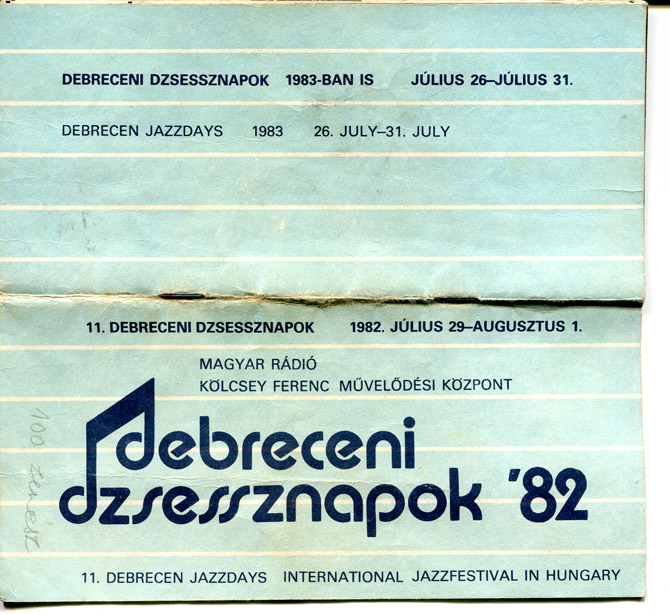 DEBRECENI DZSESSZNAPOK 1983-BAN IS JÚLIUS 26–JÚLIUS 31.
DEBRECEN JAZZDAYS 1983 26. JULY–31. JULY
11. DEBRECENI DZSESSZNAPOK 1982. JÚLIUS 29–AUGUSZTUS 1.
MAGYAR RÁDIÓ
KÖLCSEY FERENC MŰVELŐDÉSI KÖZPONT
debreceni
dzsessznapok '82
11. DEBRECEN JAZZDAYS INTERNATIONAL JAZZFESTIVAL IN HUNGARY
100 zenész